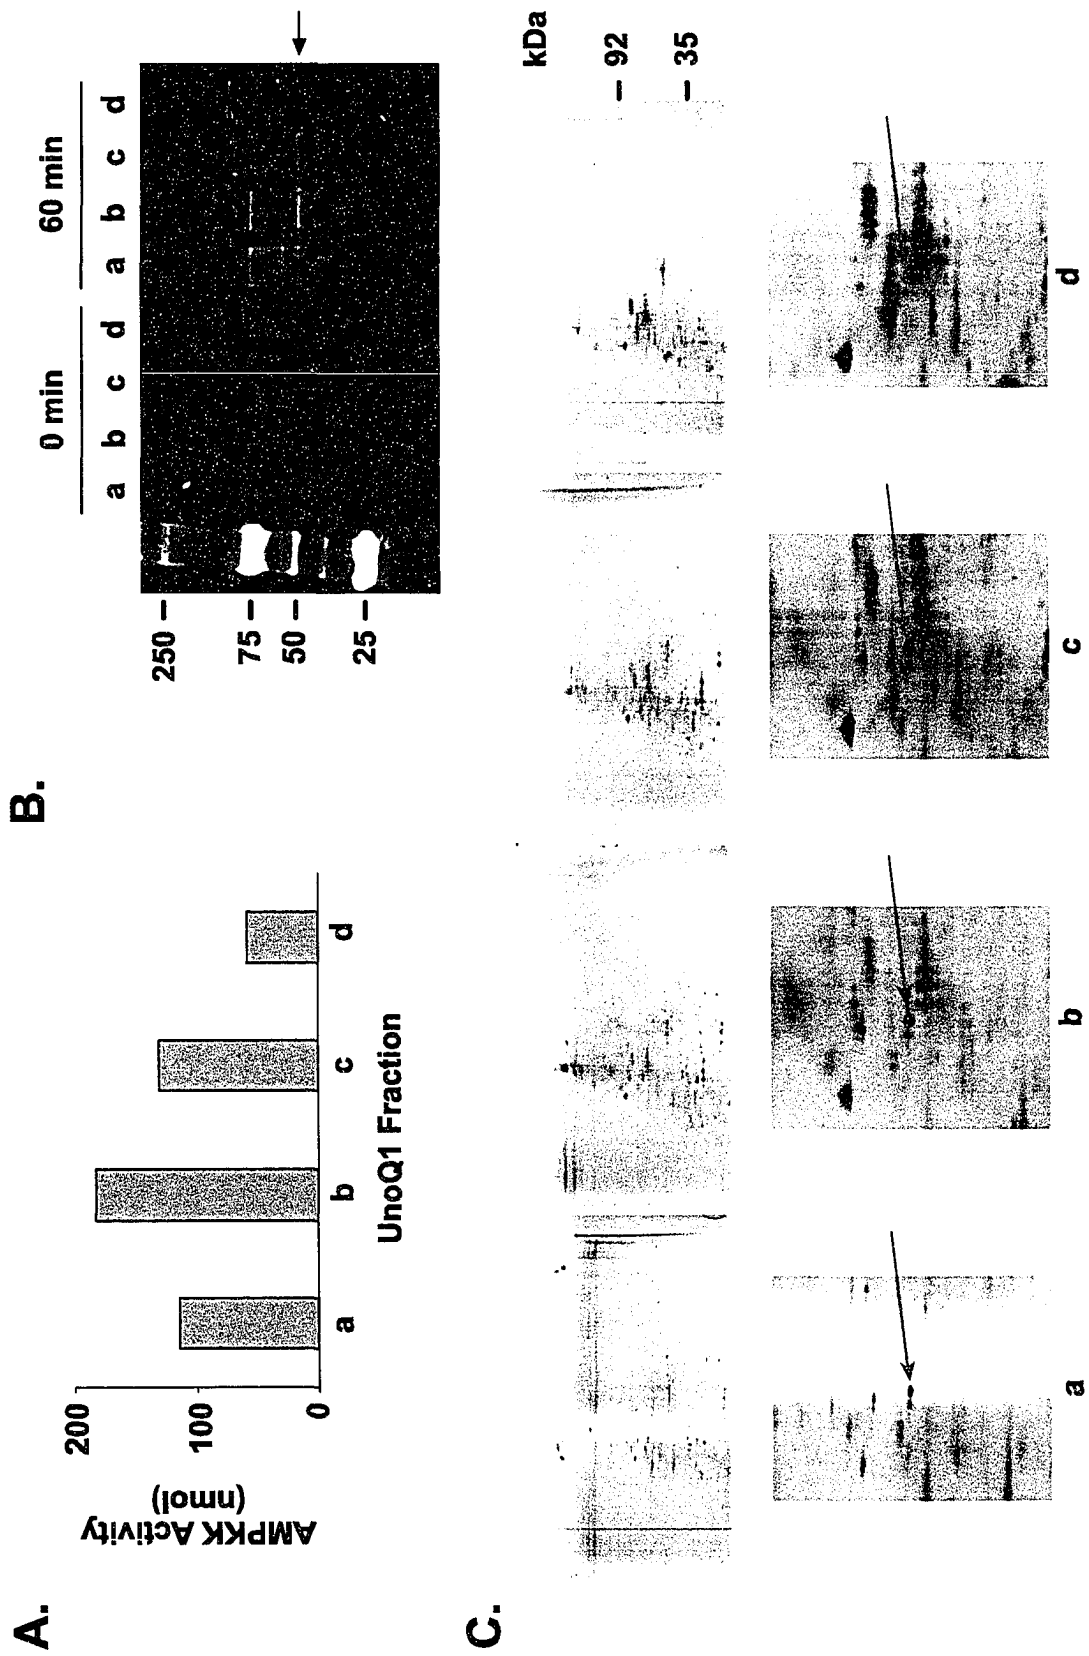 A.
AMPKK Activity
(nmol)
200
100
0
a b c d
UnoQ1 Fraction
B.
0 min 60 min
a b c d a b c d
250
75
50
25
C.
kDa
92
35
a b c d